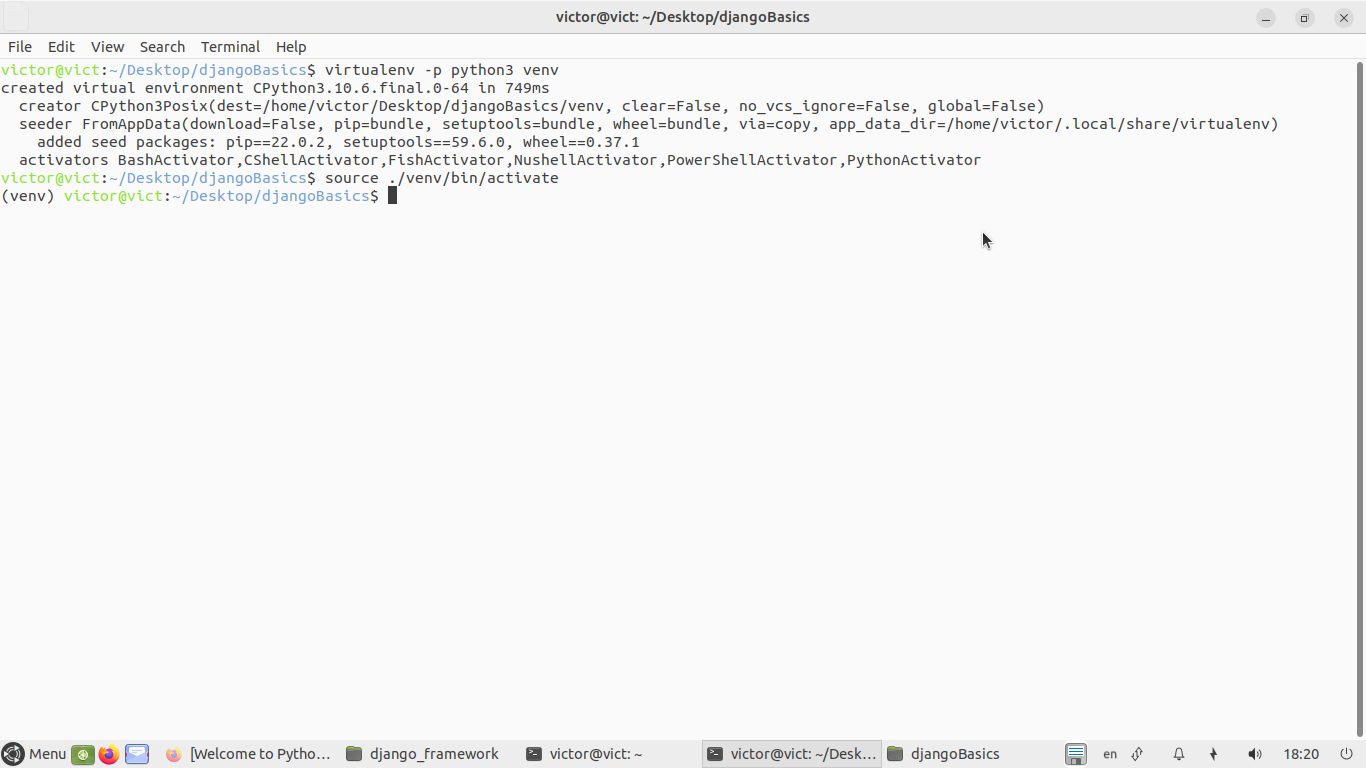 victor@vict: ~/Desktop/djangoBasics
File Edit View Search Terminal Help
victor@vict:~/Desktop/djangoBasics$ virtualenv -p python3 venv
created virtual environment CPython3.10.6.final.0-64 in 749ms
  creator CPython3Posix(dest=/home/victor/Desktop/djangoBasics/venv, clear=False, no_vcs_ignore=False, global=False)
  seeder FromAppData(download=False, pip=bundle, setuptools=bundle, wheel=bundle, via=copy, app_data_dir=/home/victor/.local/share/virtualenv)
    added seed packages: pip==22.0.2, setuptools==59.6.0, wheel==0.37.1
  activators BashActivator,CShellActivator,FishActivator,NushellActivator,PowerShellActivator,PythonActivator
victor@vict:~/Desktop/djangoBasics$ source ./venv/bin/activate
(venv) victor@vict:~/Desktop/djangoBasics$
Menu [Welcome to Pytho... django_framework victor@vict: ~ victor@vict: ~/Desk... djangoBasics en 18:20